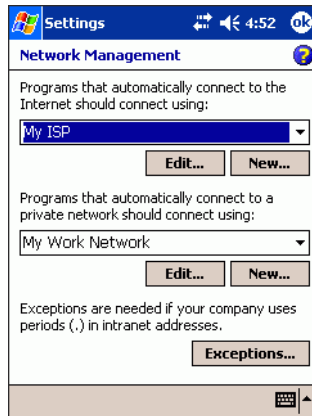 Settings 4:52 ok
Network Management ?
Programs that automatically connect to the
Internet should connect using:
My ISP
Edit... New...
Programs that automatically connect to a
private network should connect using:
My Work Network
Edit... New...
Exceptions are needed if your company uses
periods (.) in intranet addresses.
Exceptions...